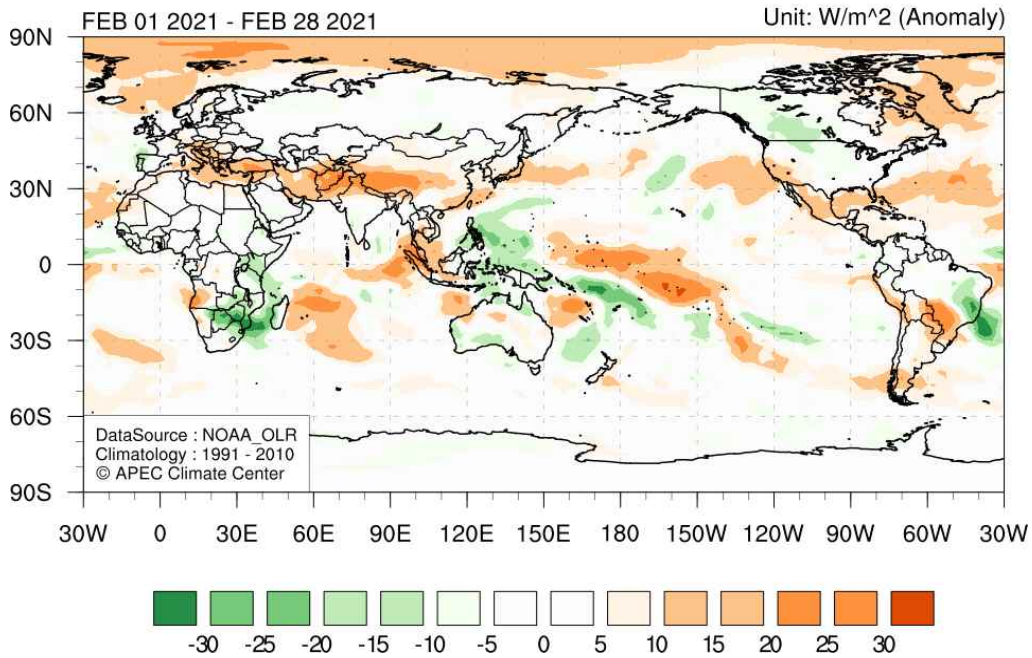 FEB 01 2021 - FEB 28 2021 Unit: W/m^2 (Anomaly)
90N
60N
30N
0
30S
60S
90S
DataSource : NOAA_OLR
Climatology : 1991 - 2010
© APEC Climate Center
30W 0 30E 60E 90E 120E 150E 180 150W 120W 90W 60W 30W
-30 -25 -20 -15 -10 -5 0 5 10 15 20 25 30